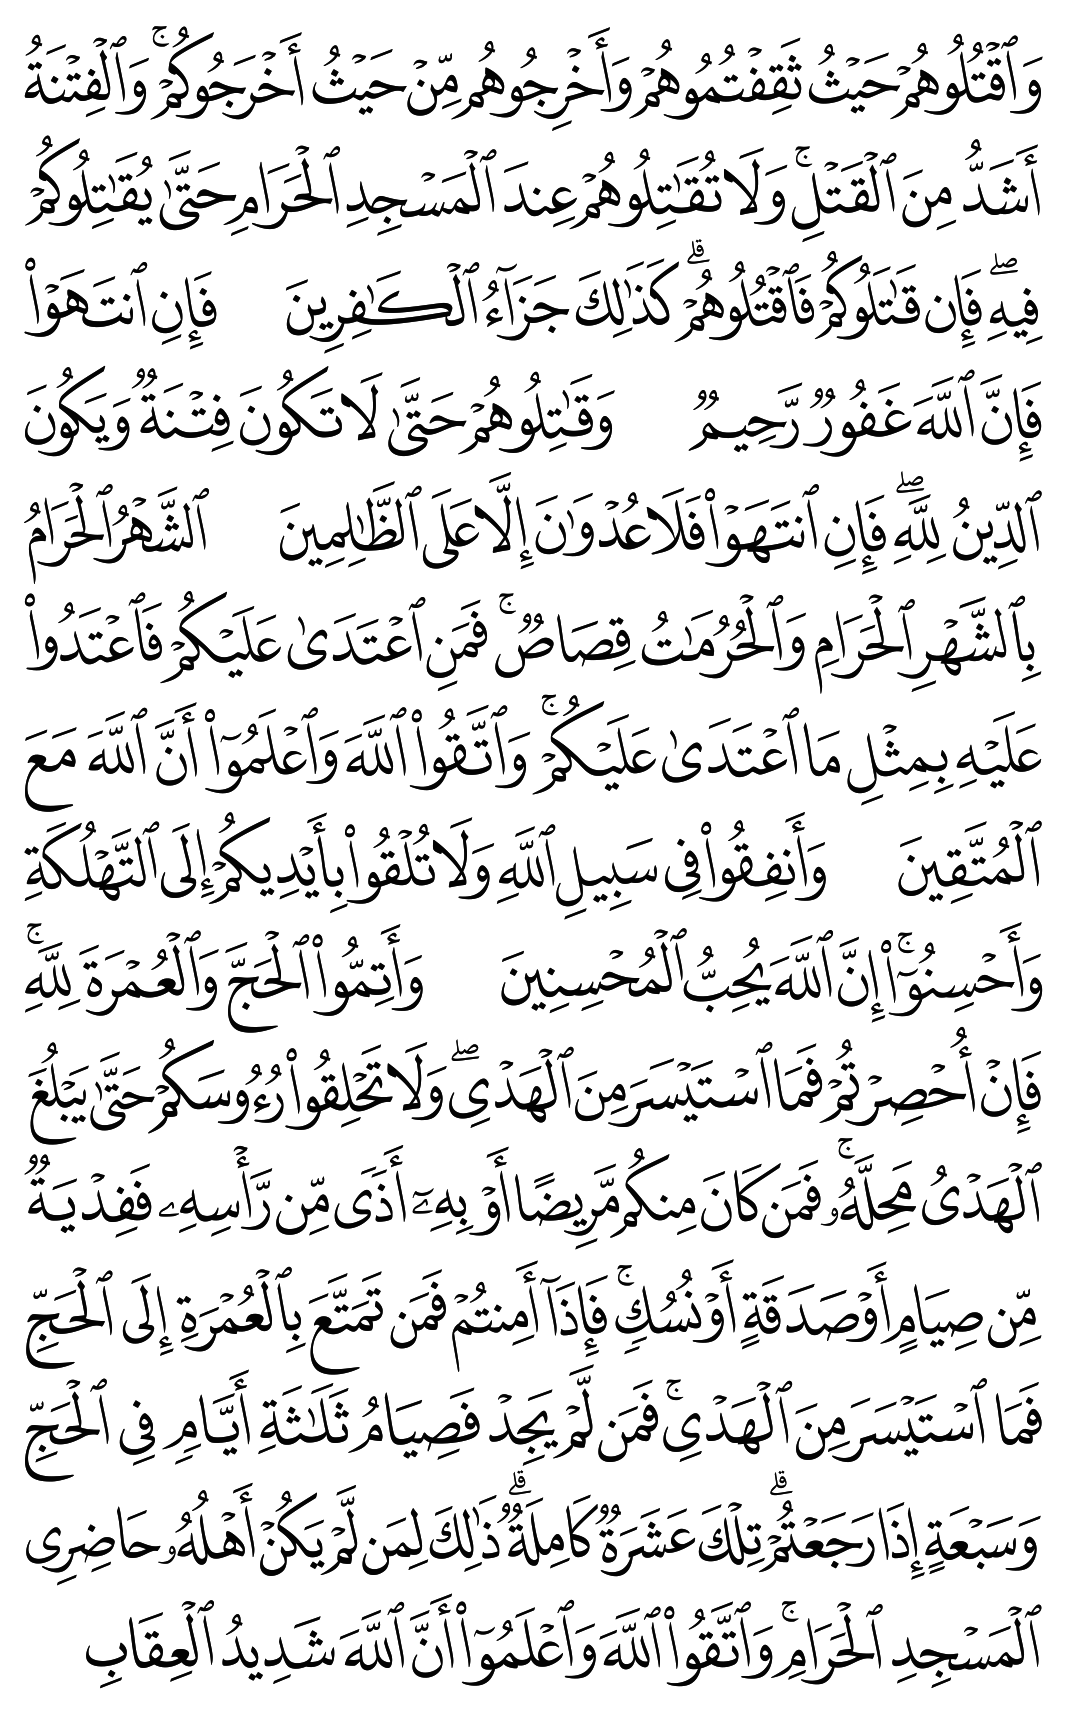 وَٱقْتُلُوهُمْ حَيْثُ ثَقِفْتُمُوهُمْ وَأَخْرِجُوهُم مِّنْ حَيْثُ أَخْرَجُوكُمْ ۚ وَٱلْفِتْنَةُ
أَشَدُّ مِنَ ٱلْقَتْلِ ۚ وَلَا تُقَٰتِلُوهُمْ عِندَ ٱلْمَسْجِدِ ٱلْحَرَامِ حَتَّىٰ يُقَٰتِلُوكُمْ
فِيهِ ۖ فَإِن قَٰتَلُوكُمْ فَٱقْتُلُوهُمْ ۗ كَذَٰلِكَ جَزَآءُ ٱلْكَٰفِرِينَ فَإِنِ ٱنتَهَوْا۟
فَإِنَّ ٱللَّهَ غَفُورٌ رَّحِيمٌ وَقَٰتِلُوهُمْ حَتَّىٰ لَا تَكُونَ فِتْنَةٌ وَيَكُونَ
ٱلدِّينُ لِلَّهِ ۖ فَإِنِ ٱنتَهَوْا۟ فَلَا عُدْوَٰنَ إِلَّا عَلَى ٱلظَّٰلِمِينَ ٱلشَّهْرُ ٱلْحَرَامُ
بِٱلشَّهْرِ ٱلْحَرَامِ وَٱلْحُرُمَٰتُ قِصَاصٌ ۚ فَمَنِ ٱعْتَدَىٰ عَلَيْكُمْ فَٱعْتَدُوا۟
عَلَيْهِ بِمِثْلِ مَا ٱعْتَدَىٰ عَلَيْكُمْ ۚ وَٱتَّقُوا۟ ٱللَّهَ وَٱعْلَمُوٓا۟ أَنَّ ٱللَّهَ مَعَ
ٱلْمُتَّقِينَ وَأَنفِقُوا۟ فِى سَبِيلِ ٱللَّهِ وَلَا تُلْقُوا۟ بِأَيْدِيكُمْ إِلَى ٱلتَّهْلُكَةِ
وَأَحْسِنُوٓا۟ ۚ إِنَّ ٱللَّهَ يُحِبُّ ٱلْمُحْسِنِينَ وَأَتِمُّوا۟ ٱلْحَجَّ وَٱلْعُمْرَةَ لِلَّهِ ۚ
فَإِنْ أُحْصِرْتُمْ فَمَا ٱسْتَيْسَرَ مِنَ ٱلْهَدْىِ ۖ وَلَا تَحْلِقُوا۟ رُءُوسَكُمْ حَتَّىٰ يَبْلُغَ
ٱلْهَدْىُ مَحِلَّهُۥ ۚ فَمَن كَانَ مِنكُم مَّرِيضًا أَوْ بِهِۦٓ أَذًى مِّن رَّأْسِهِۦ فَفِدْيَةٌ
مِّن صِيَامٍ أَوْ صَدَقَةٍ أَوْ نُسُكٍ ۚ فَإِذَآ أَمِنتُمْ فَمَن تَمَتَّعَ بِٱلْعُمْرَةِ إِلَى ٱلْحَجِّ
فَمَا ٱسْتَيْسَرَ مِنَ ٱلْهَدْىِ ۚ فَمَن لَّمْ يَجِدْ فَصِيَامُ ثَلَٰثَةِ أَيَّامٍ فِى ٱلْحَجِّ
وَسَبْعَةٍ إِذَا رَجَعْتُمْ ۗ تِلْكَ عَشَرَةٌ كَامِلَةٌ ۗ ذَٰلِكَ لِمَن لَّمْ يَكُنْ أَهْلُهُۥ حَاضِرِى
ٱلْمَسْجِدِ ٱلْحَرَامِ ۚ وَٱتَّقُوا۟ ٱللَّهَ وَٱعْلَمُوٓا۟ أَنَّ ٱللَّهَ شَدِيدُ ٱلْعِقَابِ